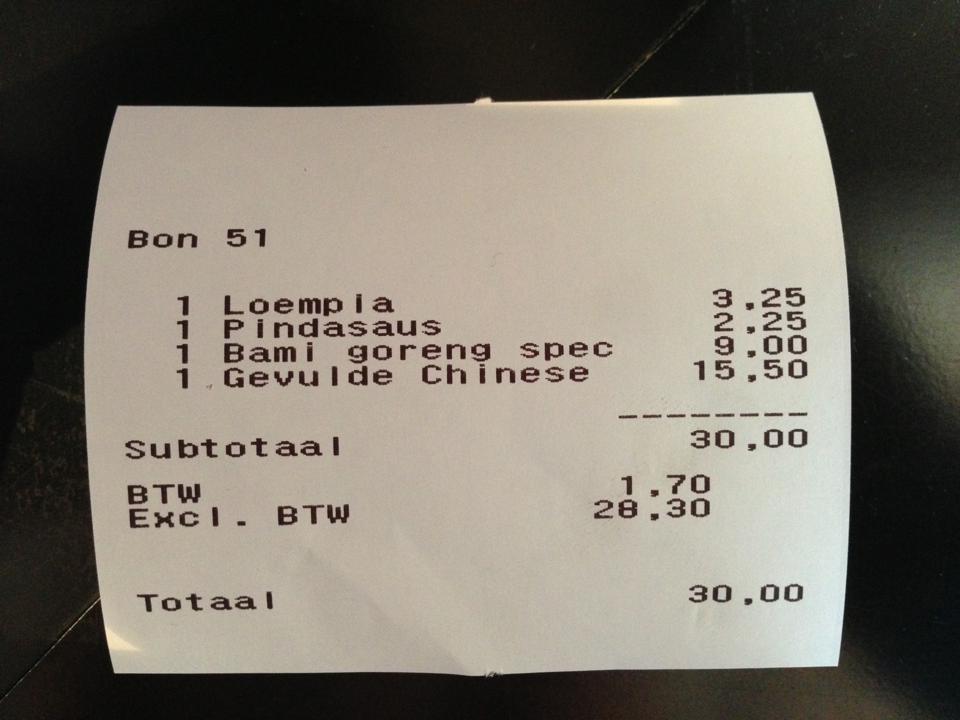 Bon 51
1 Loempia 3,25
1 Pindasaus 2,25
1 Bami goreng spec 9,00
1 Gevulde Chinese 15,50
--------
Subtotaal 30,00
BTW 1,70
Excl. BTW 28,30
Totaal 30,00